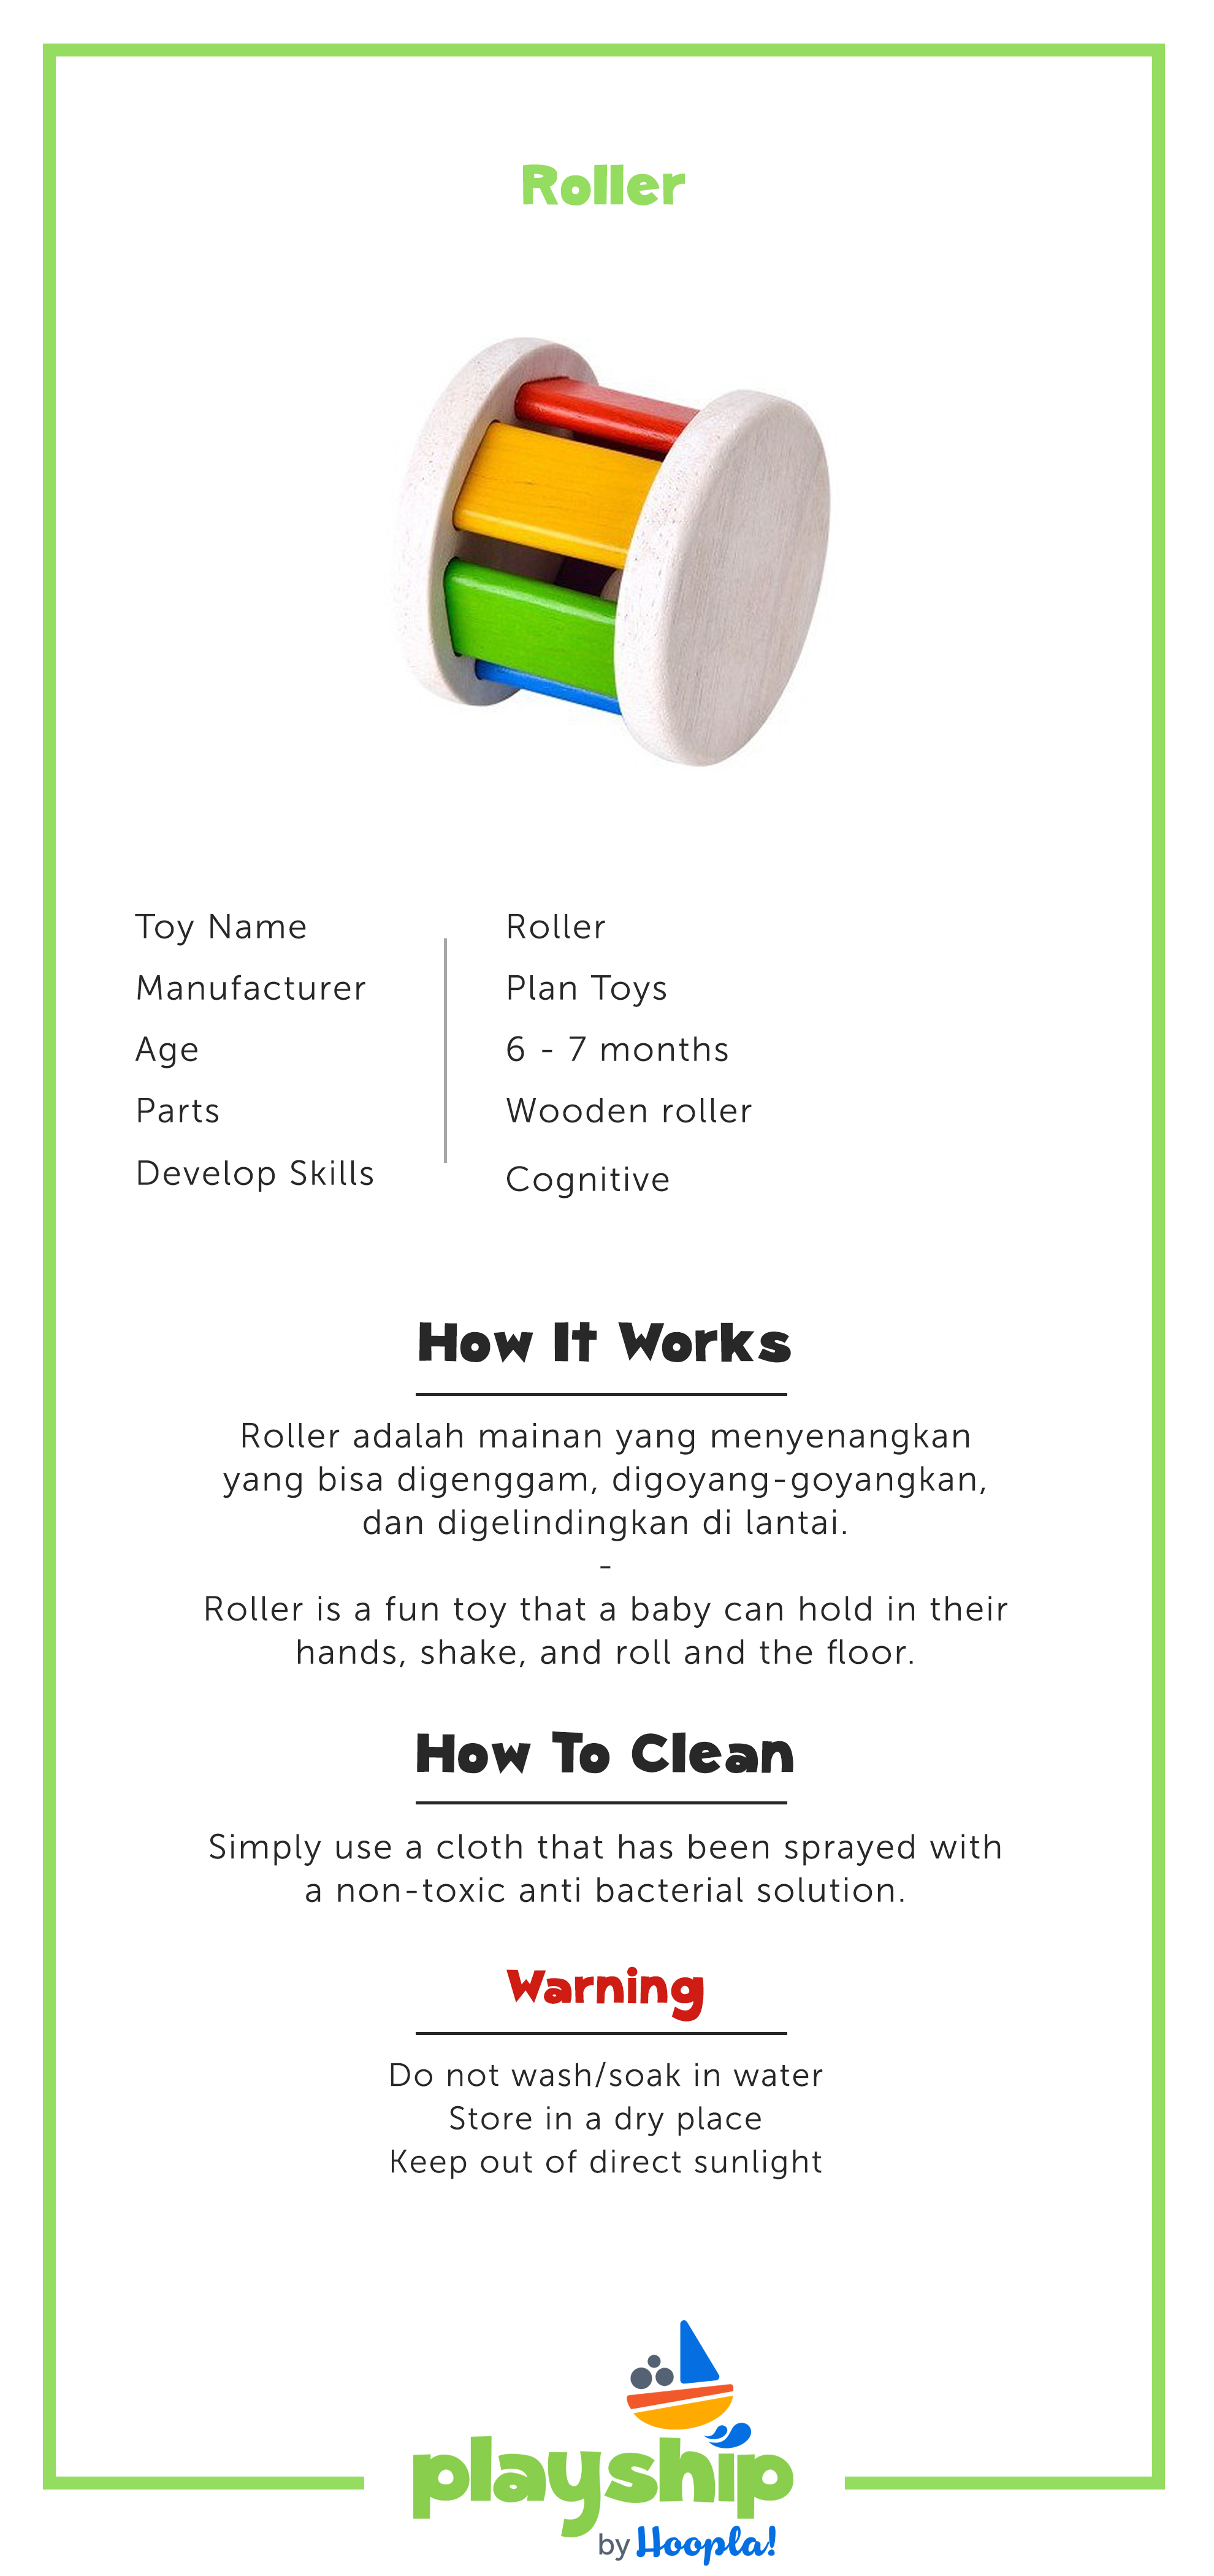 Roller
Toy Name Roller
Manufacturer Plan Toys
Age 6 - 7 months
Parts Wooden roller
Develop Skills Cognitive
How It Works
Roller adalah mainan yang menyenangkan
yang bisa digenggam, digoyang-goyangkan,
dan digelindingkan di lantai.
-
Roller is a fun toy that a baby can hold in their
hands, shake, and roll and the floor.
How To Clean
Simply use a cloth that has been sprayed with
a non-toxic anti bacterial solution.
Warning
Do not wash/soak in water
Store in a dry place
Keep out of direct sunlight
playship
by Hoopla!